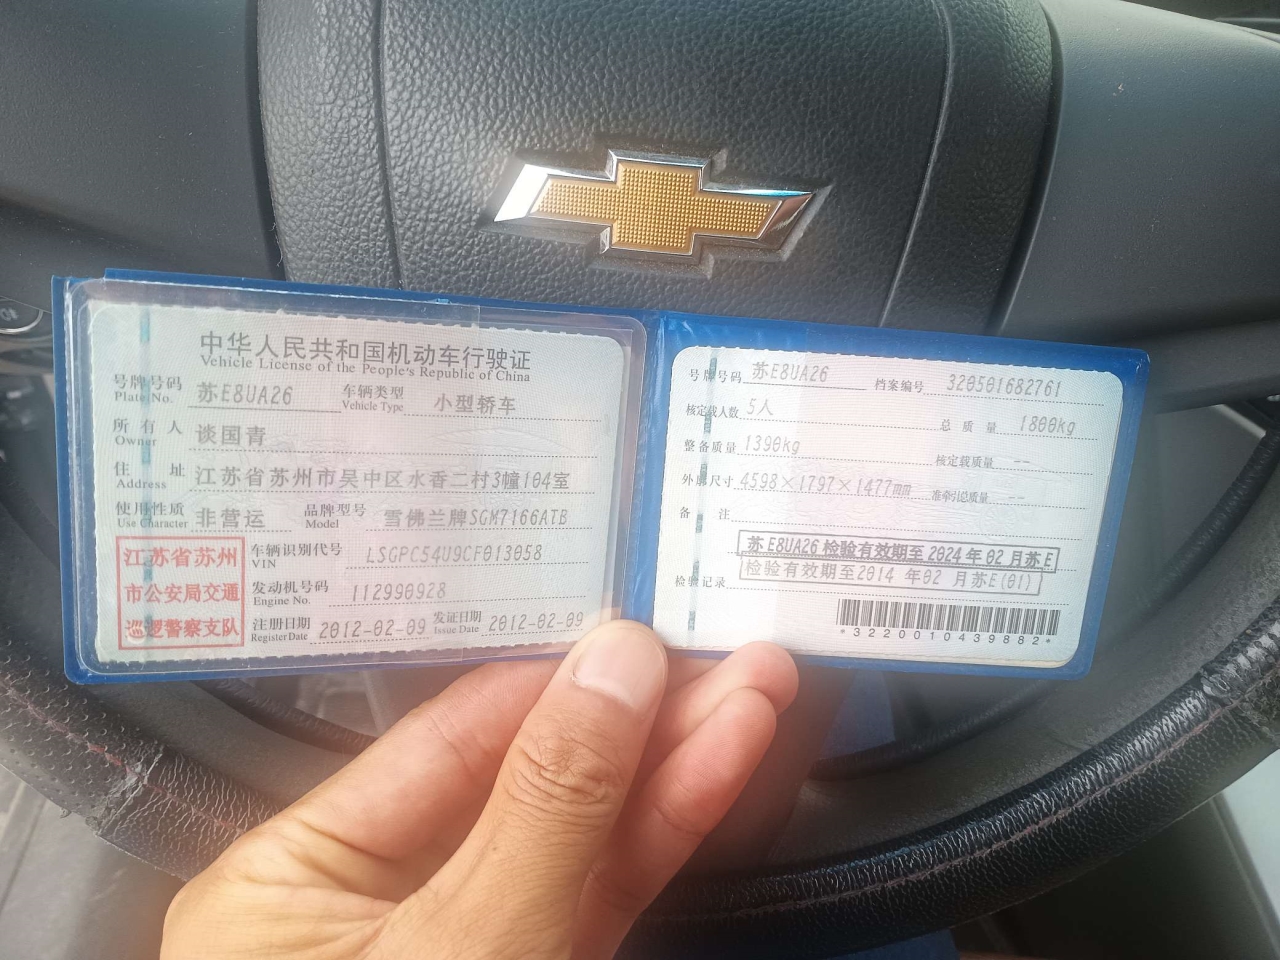 中华人民共和国机动车行驶证
Vehicle License of the People's Republic of China
号牌号码 苏E8UA26 车辆类型 小型轿车
Plate No. Vehicle Type
所有人 谈国青
Owner
住址 江苏省苏州市吴中区水香二村3幢104室
Address
使用性质 非营运 品牌型号 雪佛兰牌SGM7166ATB
Use Character Model
江苏省苏州
市公安局交通
巡逻警察支队
车辆识别代号 LSGPC54U9CF013058
VIN
发动机号码 112990928
Engine No.
注册日期 2012-02-09 发证日期 2012-02-09
Register Date Issue Date
号牌号码 苏E8UA26 档案编号 320501682761
核定载人数 5人 总质量 1800kg
整备质量 1390kg 核定载质量 --
外廓尺寸 4598×1797×1477mm 准牵引总质量 --
备注
苏E8UA26 检验有效期至2024年02月苏E
检验记录 检验有效期至2014年02月苏E(01)
*3220010439882*